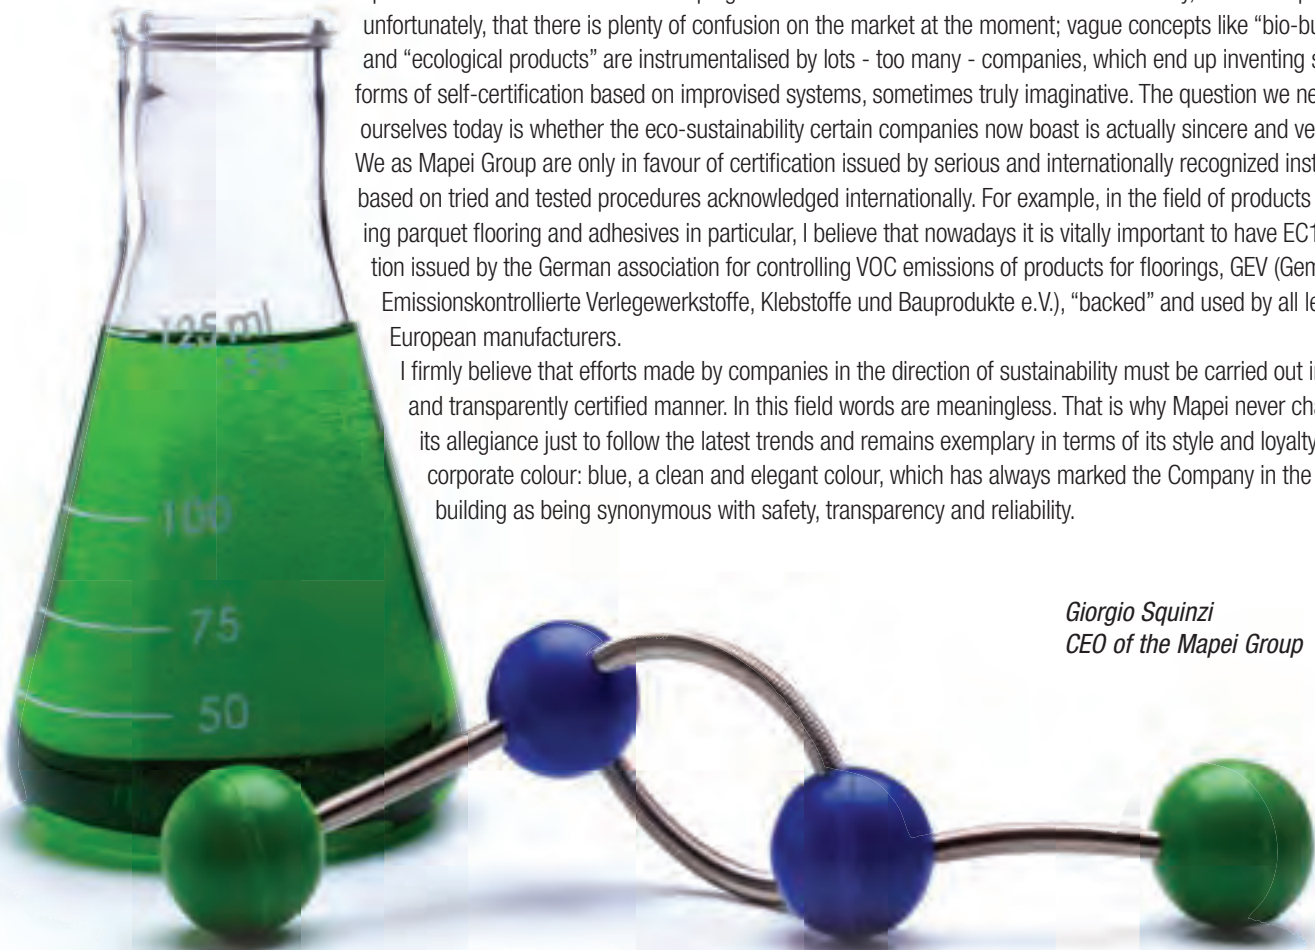 unfortunately, that there is plenty of confusion on the market at the moment; vague concepts like “bio-bu
and “ecological products” are instrumentalised by lots - too many - companies, which end up inventing s
forms of self-certification based on improvised systems, sometimes truly imaginative. The question we ne
ourselves today is whether the eco-sustainability certain companies now boast is actually sincere and ve
We as Mapei Group are only in favour of certification issued by serious and internationally recognized inst
based on tried and tested procedures acknowledged internationally. For example, in the field of products
ing parquet flooring and adhesives in particular, I believe that nowadays it is vitally important to have EC1
tion issued by the German association for controlling VOC emissions of products for floorings, GEV (Gem
Emissionskontrollierte Verlegewerkstoffe, Klebstoffe und Bauprodukte e.V.), “backed” and used by all le
European manufacturers.
I firmly believe that efforts made by companies in the direction of sustainability must be carried out i
and transparently certified manner. In this field words are meaningless. That is why Mapei never cha
its allegiance just to follow the latest trends and remains exemplary in terms of its style and loyalty
corporate colour: blue, a clean and elegant colour, which has always marked the Company in the
building as being synonymous with safety, transparency and reliability.
Giorgio Squinzi
CEO of the Mapei Group
125 ml
± 5%
100
75
50